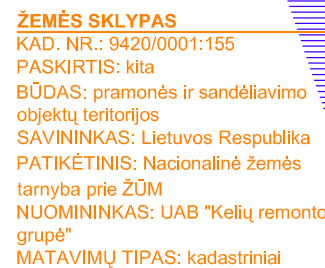 ŽEMĖS SKLYPAS
KAD. NR.: 9420/0001:155
PASKIRTIS: kita
BŪDAS: pramonės ir sandėliavimo
objektų teritorijos
SAVININKAS: Lietuvos Respublika
PATIKĖTINIS: Nacionalinė žemės
tarnyba prie ŽŪM
NUOMININKAS: UAB "Kelių remonto
grupė"
MATAVIMŲ TIPAS: kadastriniai